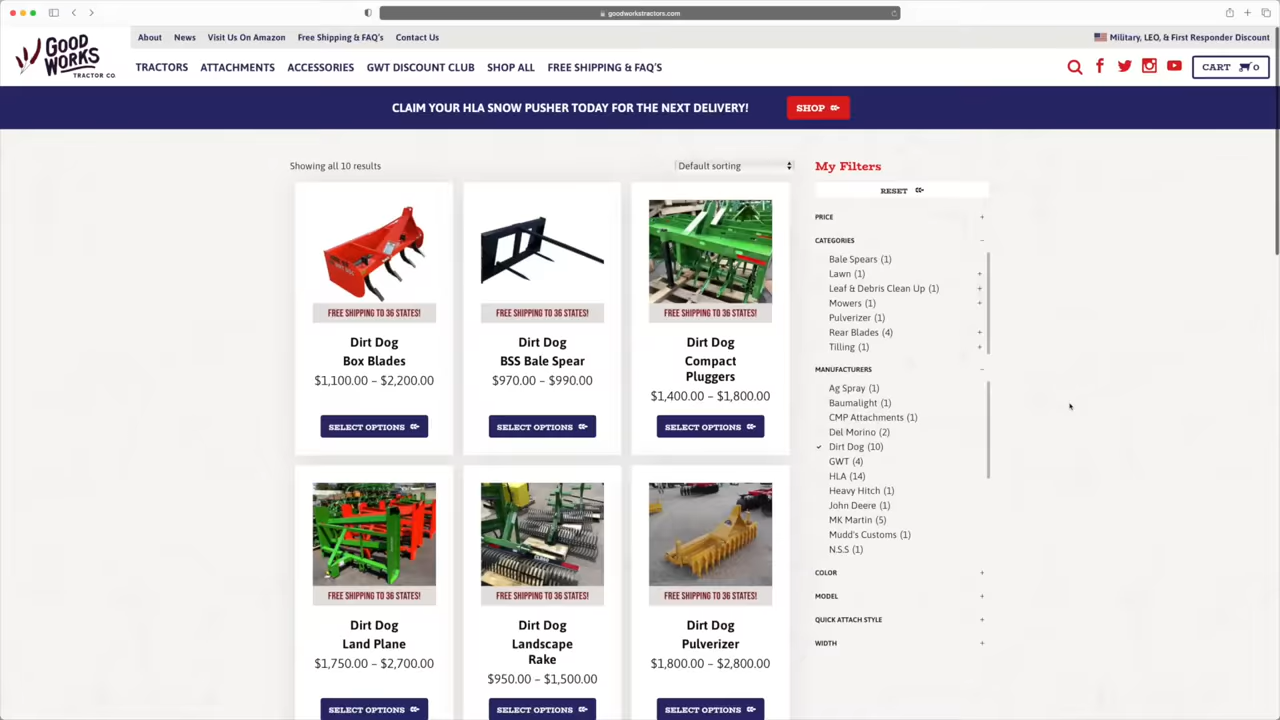 goodworkstractors.com
GOOD
WORKS
TRACTOR CO.
About News Visit Us On Amazon Free Shipping & FAQ's Contact Us
Military, LEO, & First Responder Discount
TRACTORS ATTACHMENTS ACCESSORIES GWT DISCOUNT CLUB SHOP ALL FREE SHIPPING & FAQ'S
CART 0
CLAIM YOUR HLA SNOW PUSHER TODAY FOR THE NEXT DELIVERY!
SHOP
Showing all 10 results
Default sorting
FREE SHIPPING TO 36 STATES!
Dirt Dog
Box Blades
$1,100.00 – $2,200.00
SELECT OPTIONS
FREE SHIPPING TO 36 STATES!
Dirt Dog
BSS Bale Spear
$970.00 – $990.00
SELECT OPTIONS
FREE SHIPPING TO 36 STATES!
Dirt Dog
Compact
Pluggers
$1,400.00 – $1,800.00
SELECT OPTIONS
FREE SHIPPING TO 36 STATES!
Dirt Dog
Land Plane
$1,750.00 – $2,700.00
SELECT OPTIONS
FREE SHIPPING TO 36 STATES!
Dirt Dog
Landscape
Rake
$950.00 – $1,500.00
SELECT OPTIONS
FREE SHIPPING TO 36 STATES!
Dirt Dog
Pulverizer
$1,800.00 – $2,800.00
SELECT OPTIONS
My Filters
RESET
PRICE +
CATEGORIES −
Bale Spears (1)
Lawn (1) +
Leaf & Debris Clean Up (1) +
Mowers (1) +
Pulverizer (1)
Rear Blades (4) +
Tilling (1) +
MANUFACTURERS −
Ag Spray (1)
Baumalight (1)
CMP Attachments (1)
Del Morino (2)
Dirt Dog (10)
GWT (4)
HLA (14)
Heavy Hitch (1)
John Deere (1)
MK Martin (5)
Mudd's Customs (1)
N.S.S (1)
COLOR +
MODEL +
QUICK ATTACH STYLE +
WIDTH +